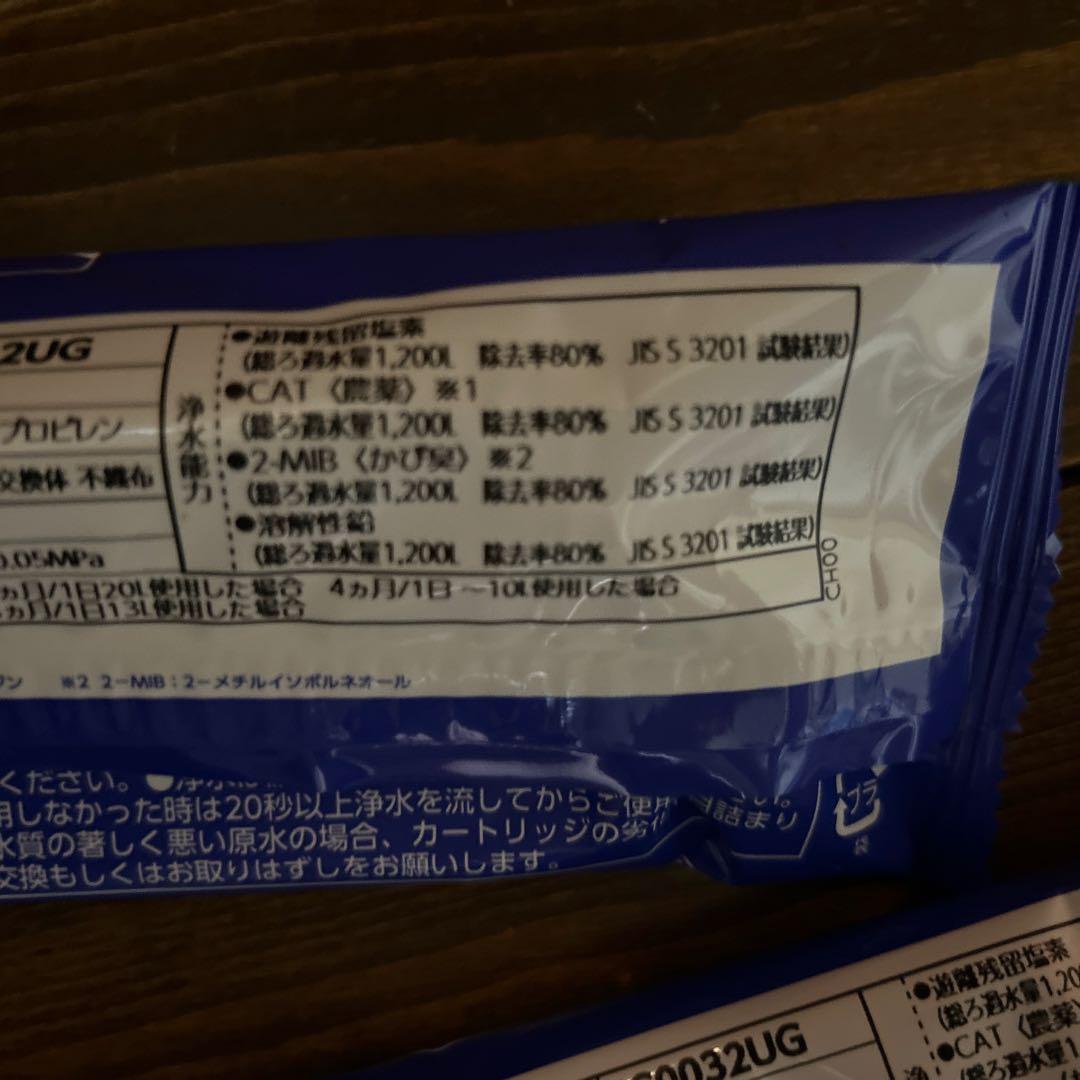 2UG
プロピレン
交換体 不織布
0.05MPa
浄水能力
●遊離残留塩素
(総ろ過水量1,200L 除去率80% JIS S 3201 試験結果)
●CAT〈農薬〉※1
(総ろ過水量1,200L 除去率80% JIS S 3201 試験結果)
●2-MIB〈かび臭〉※2
(総ろ過水量1,200L 除去率80% JIS S 3201 試験結果)
●溶解性鉛
(総ろ過水量1,200L 除去率80% JIS S 3201 試験結果)
ヵ月/1日20L使用した場合 4ヵ月/1日〜10L使用した場合
ヵ月/1日13L使用した場合
CH00
※2 2-MIB:2-メチルイソボルネオール
ください。●
用しなかった時は20秒以上浄水を流してからご使用
水質の著しく悪い原水の場合、カートリッジの劣化 目詰まり
交換もしくはお取りはずしをお願いします。
プラ
袋
0032UG
●遊離残留塩素
(総ろ過水量1,20
●CAT〈農薬〉
(総ろ過水量1
浄